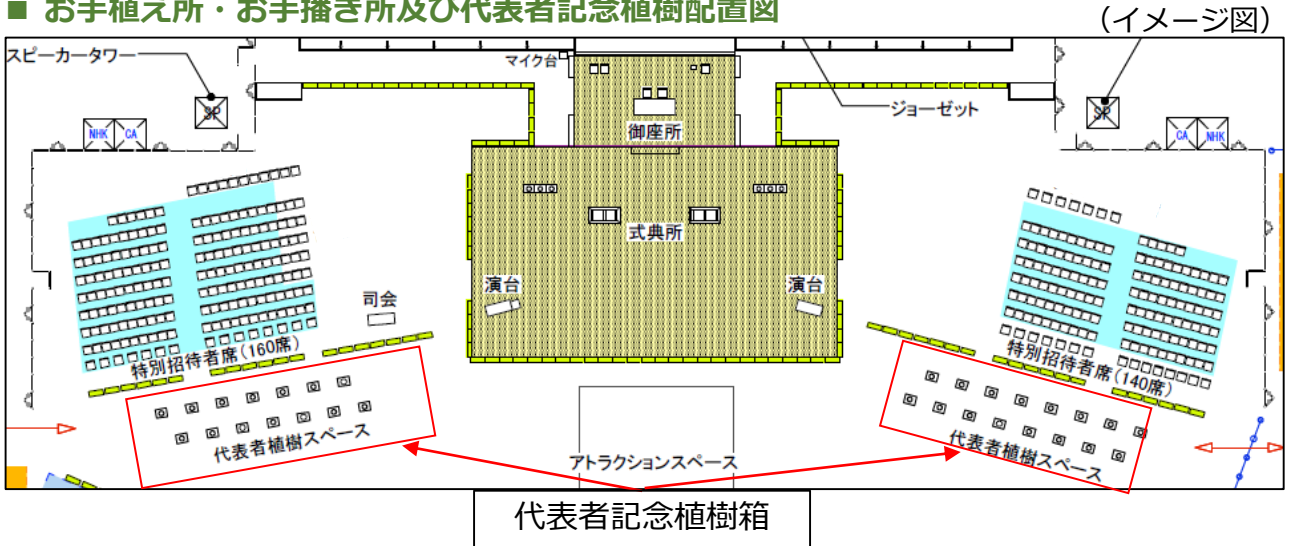 ■ お手植え所・お手播き所及び代表者記念植樹配置図
（イメージ図）
スピーカータワー
マイク台
SP
ジョーゼット
SP
NHK CA
御座所
CA NHK
式典所
演台
演台
司会
特別招待者席（160席）
特別招待者席（140席）
代表者植樹スペース
代表者植樹スペース
アトラクションスペース
代表者記念植樹箱